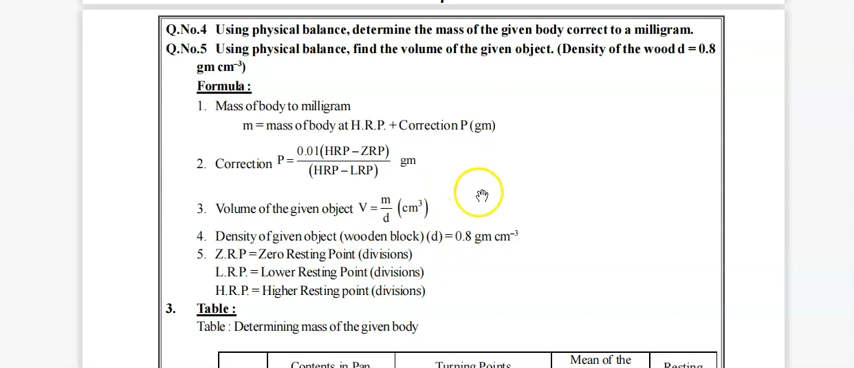 Q.No.4 Using physical balance, determine the mass of the given body correct to a milligram.
Q.No.5 Using physical balance, find the volume of the given object. (Density of the wood d = 0.8
gm cm⁻³)
Formula :
1. Mass of body to milligram
m = mass of body at H.R.P. + Correction P (gm)
2. Correction P = 0.01(HRP – ZRP) / (HRP – LRP) gm
3. Volume of the given object V = m/d (cm³)
4. Density of given object (wooden block) (d) = 0.8 gm cm⁻³
5. Z.R.P = Zero Resting Point (divisions)
L.R.P. = Lower Resting Point (divisions)
H.R.P. = Higher Resting point (divisions)
3. Table :
Table : Determining mass of the given body
Contents in Pan Turning Points Mean of the Resting